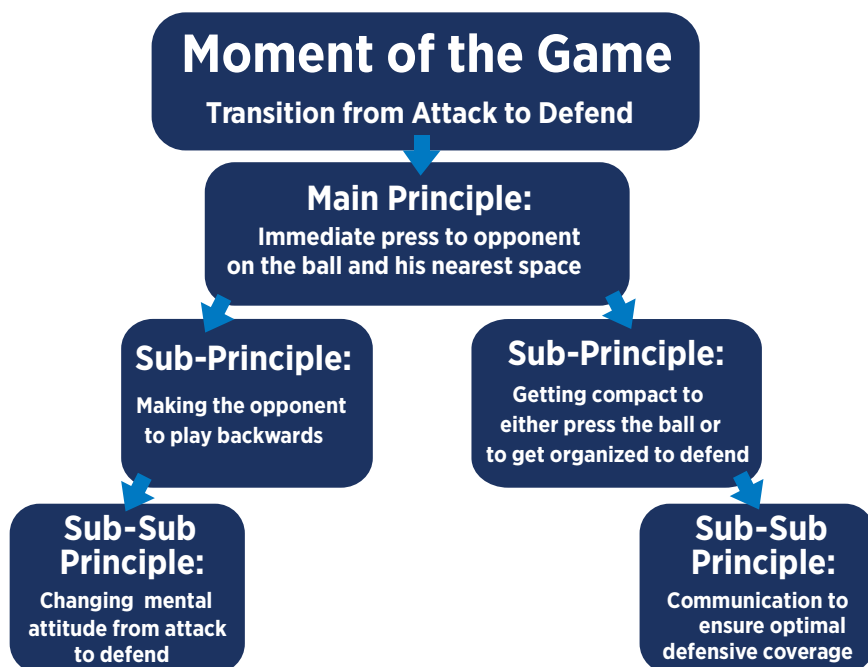 Moment of the Game
Transition from Attack to Defend
Main Principle:
Immediate press to opponent
on the ball and his nearest space
Sub-Principle:
Making the opponent
to play backwards
Sub-Principle:
Getting compact to
either press the ball or
to get organized to defend
Sub-Sub
Principle:
Changing mental
attitude from attack
to defend
Sub-Sub
Principle:
Communication to
ensure optimal
defensive coverage